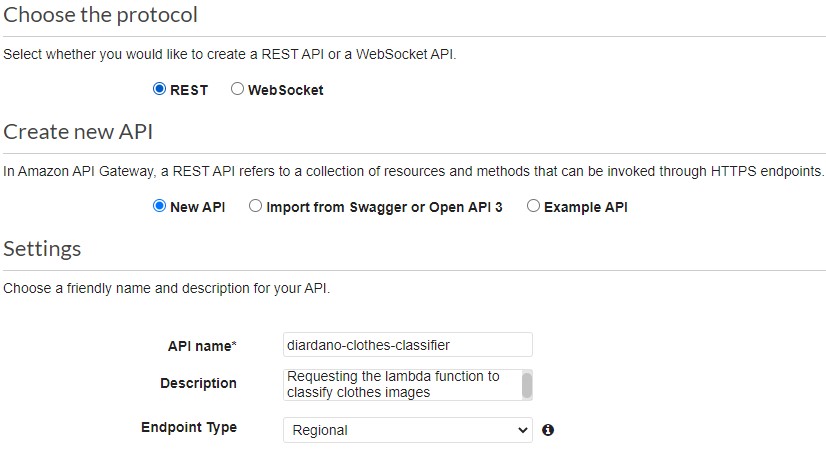 Choose the protocol
Select whether you would like to create a REST API or a WebSocket API.
REST WebSocket
Create new API
In Amazon API Gateway, a REST API refers to a collection of resources and methods that can be invoked through HTTPS endpoints.
New API Import from Swagger or Open API 3 Example API
Settings
Choose a friendly name and description for your API.
API name* diardano-clothes-classifier
Description Requesting the lambda function to
classify clothes images
Endpoint Type Regional